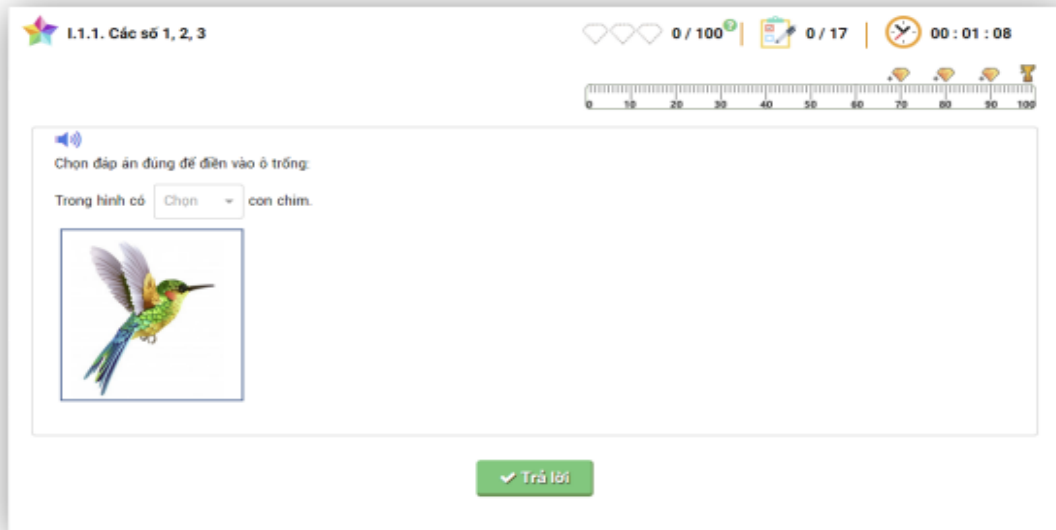 I.1.1. Các số 1, 2, 3
0 / 100
?
0 / 17
00 : 01 : 08
0 10 20 30 40 50 60 70 80 90 100
Chọn đáp án đúng để điền vào ô trống:
Trong hình có Chọn con chim.
Trả lời